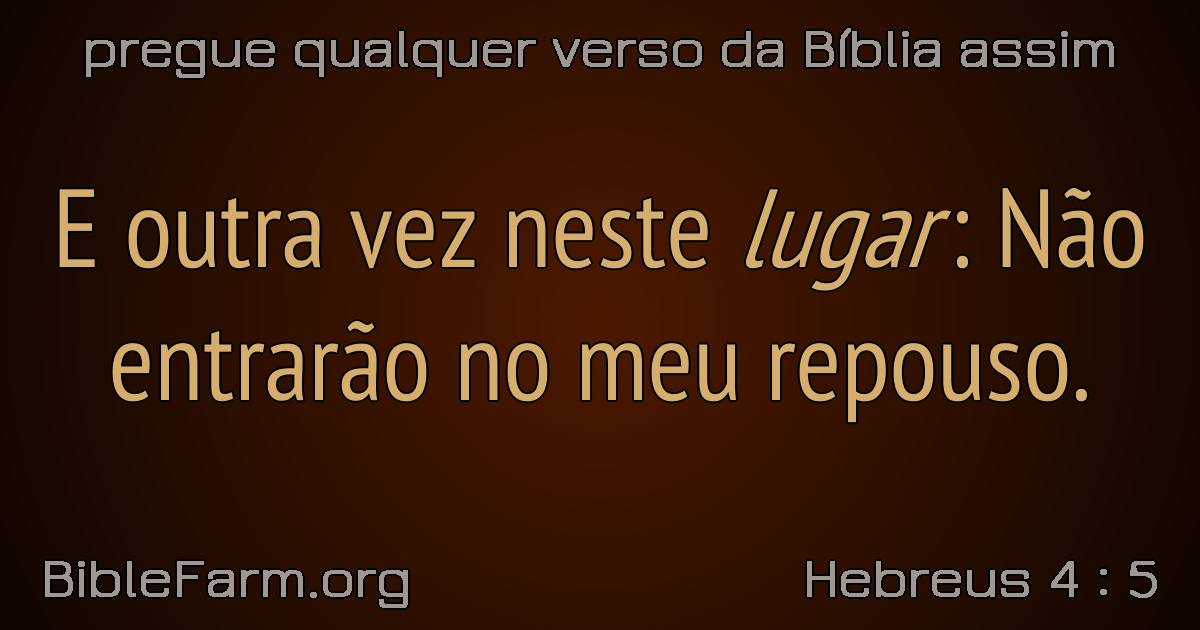 pregue qualquer verso da Bíblia assim
E outra vez neste lugar: Não
entrarão no meu repouso.
BibleFarm.org
Hebreus 4 : 5